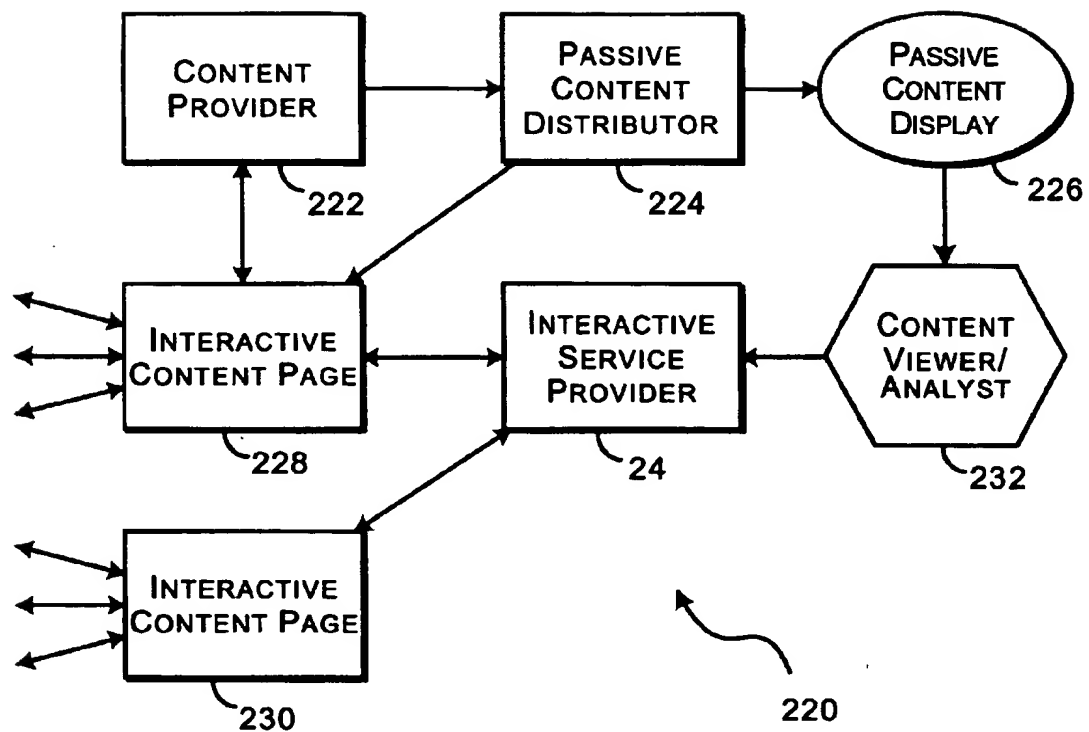 CONTENT
PROVIDER
222
PASSIVE
CONTENT
DISTRIBUTOR
224
PASSIVE
CONTENT
DISPLAY
226
INTERACTIVE
CONTENT PAGE
228
INTERACTIVE
SERVICE
PROVIDER
24
CONTENT
VIEWER/
ANALYST
232
INTERACTIVE
CONTENT PAGE
230
220